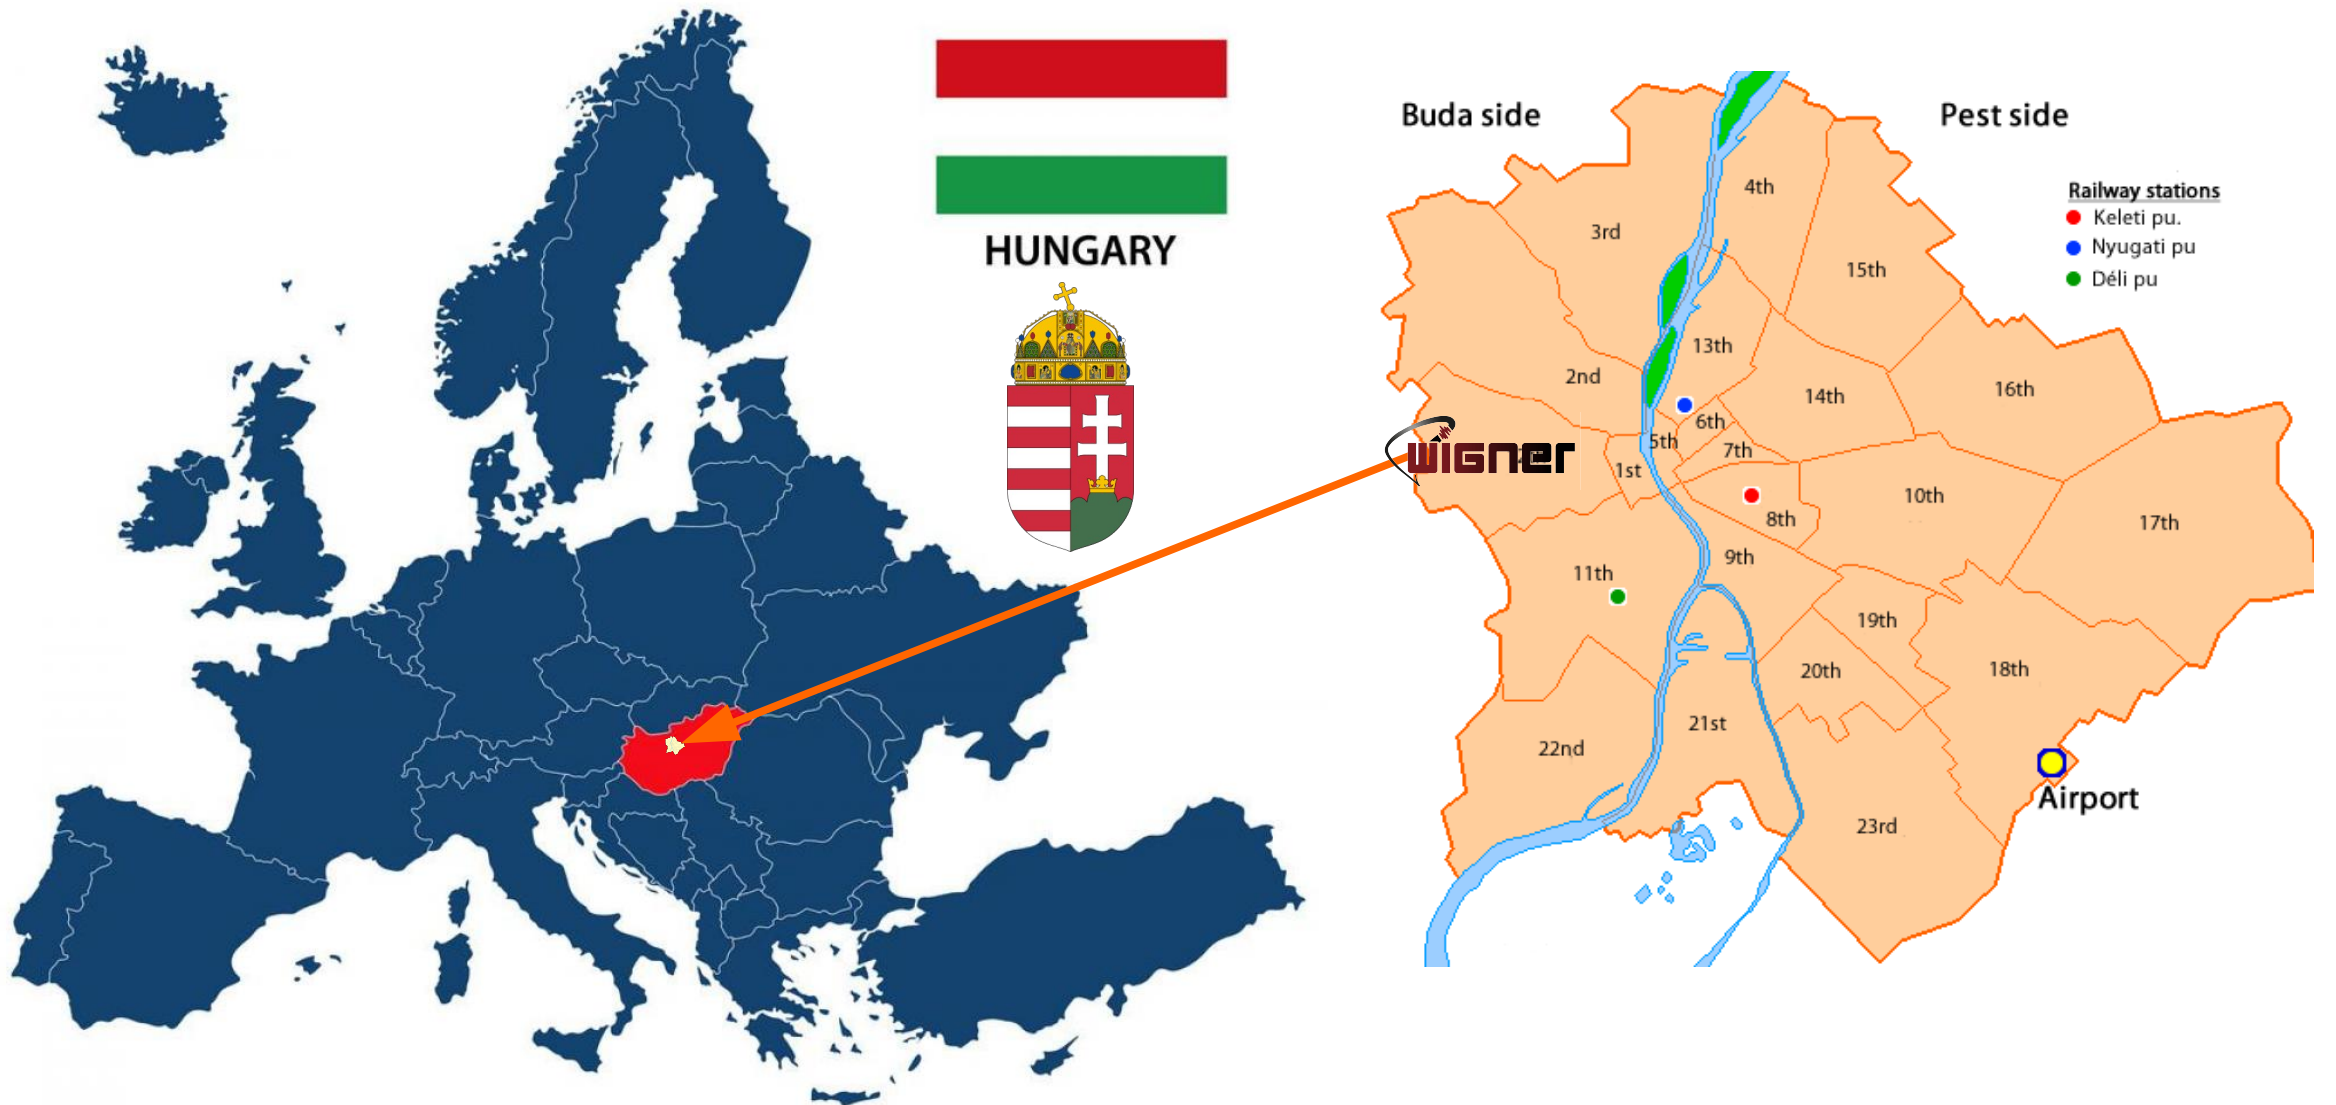 HUNGARY
Buda side
Pest side
Railway stations
Keleti pu.
Nyugati pu
Déli pu
4th
3rd
15th
13th
2nd
14th
16th
6th
5th
7th
wigner
1st
10th
8th
17th
9th
11th
19th
20th
18th
21st
22nd
Airport
23rd